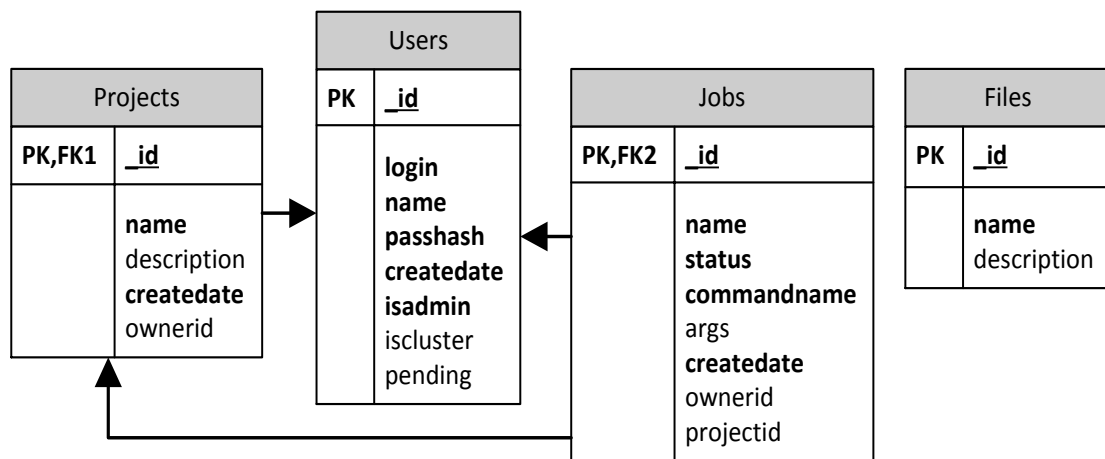 Projects
PK,FK1 _id
name
description
createdate
ownerid
Users
PK _id
login
name
passhash
createdate
isadmin
iscluster
pending
Jobs
PK,FK2 _id
name
status
commandname
args
createdate
ownerid
projectid
Files
PK _id
name
description